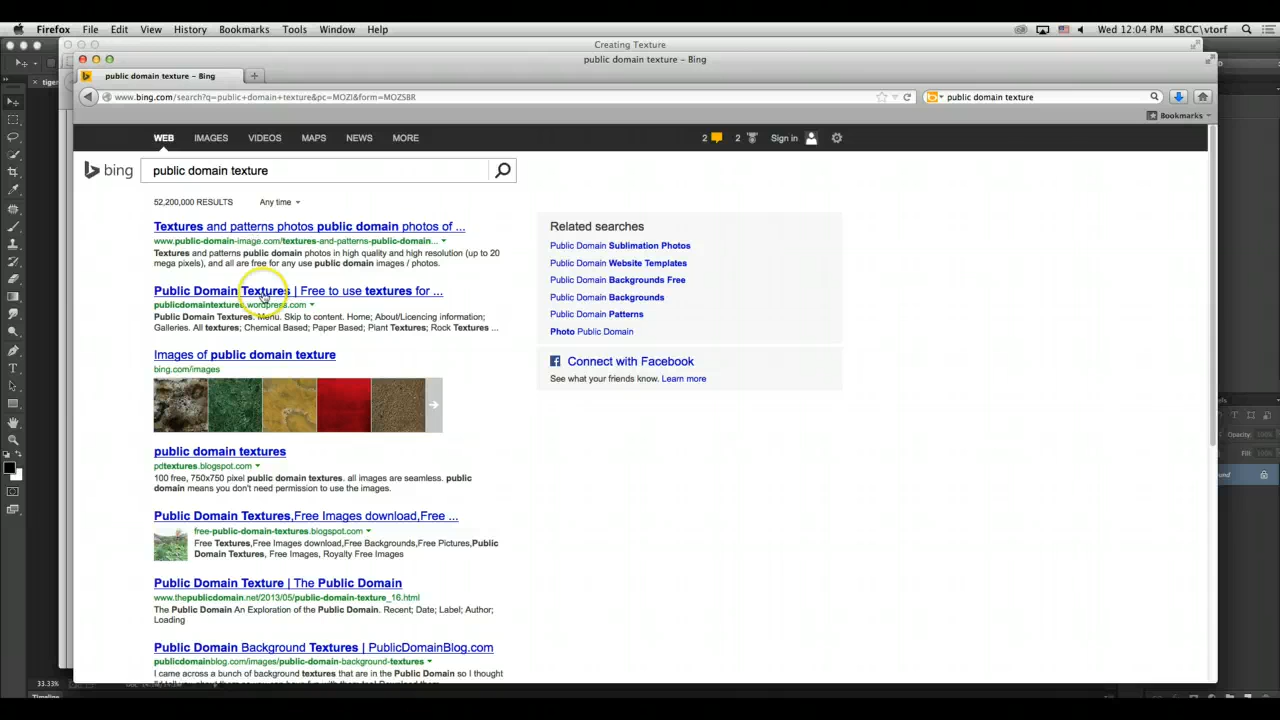 Firefox File Edit View History Bookmarks Tools Window Help Wed 12:04 PM SBCC\vtorf
Creating Texture
public domain texture - Bing
tiger
public domain texture - Bing
www.bing.com/search?q=public+domain+texture&pc=MOZI&form=MOZSBR public domain texture
Bookmarks
WEB IMAGES VIDEOS MAPS NEWS MORE 2 2 Sign in
bing public domain texture
52,200,000 RESULTS Any time
Textures and patterns photos public domain photos of ...
www.public-domain-image.com/textures-and-patterns-public-domain...
Textures and patterns public domain photos in high quality and high resolution (up to 20
mega pixels), and all are free for any use public domain images / photos.
Public Domain Textures | Free to use textures for ...
publicdomaintextures.wordpress.com
Public Domain Textures. Menu. Skip to content. Home; About/Licencing information;
Galleries. All textures; Chemical Based; Paper Based; Plant Textures; Rock Textures ...
Images of public domain texture
bing.com/images
public domain textures
pdtextures.blogspot.com
100 free, 750x750 pixel public domain textures. all images are seamless. public
domain means you don't need permission to use the images.
Public Domain Textures,Free Images download,Free ...
free-public-domain-textures.blogspot.com
Free Textures,Free Images download,Free Backgrounds,Free Pictures,Public
Domain Textures, Free Images, Royalty Free Images
Public Domain Texture | The Public Domain
www.thepublicdomain.net/2013/05/public-domain-texture_16.html
The Public Domain An Exploration of the Public Domain. Recent; Date; Label; Author;
Loading
Public Domain Background Textures | PublicDomainBlog.com
publicdomainblog.com/images/public-domain-background-textures
I came across a bunch of background textures that are in the Public Domain so I thought
Related searches
Public Domain Sublimation Photos
Public Domain Website Templates
Public Domain Backgrounds Free
Public Domain Backgrounds
Public Domain Patterns
Photo Public Domain
Connect with Facebook
See what your friends know. Learn more
Opacity: 100%
Fill: 100%
33.33%
Timeline